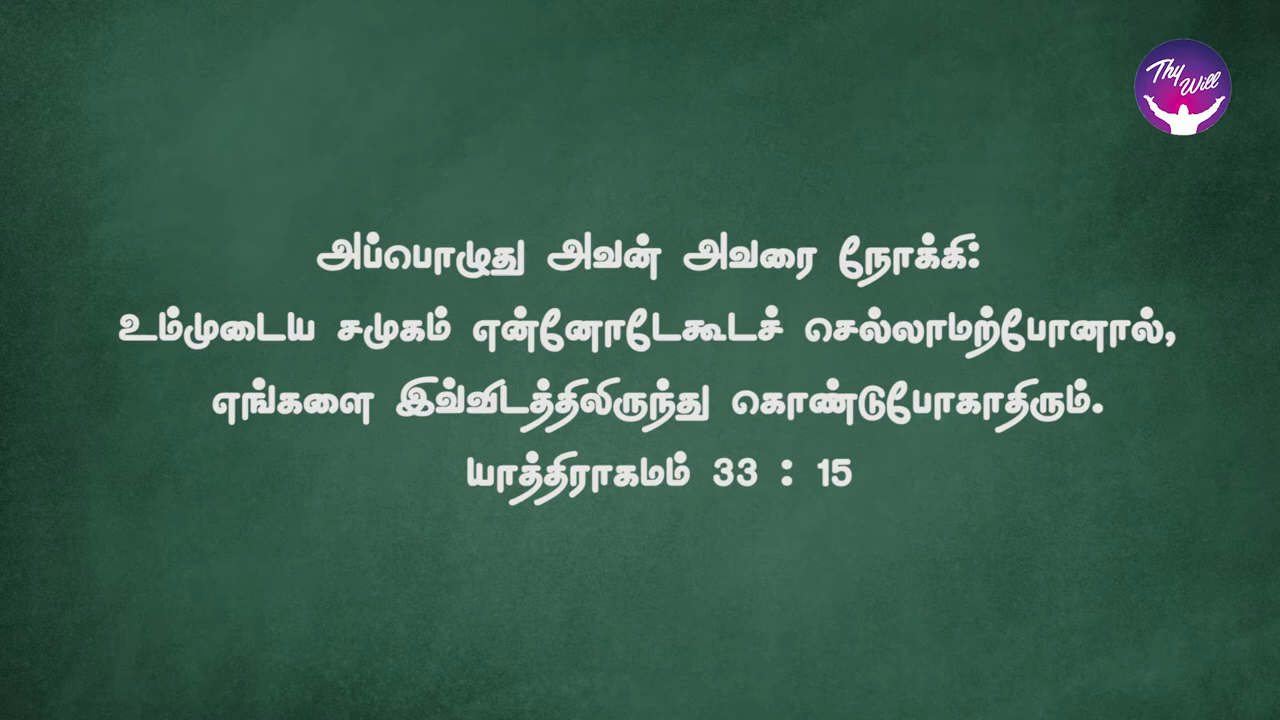 Thy
Will
அப்பொழுது அவன் அவரை நோக்கி:
உம்முடைய சமுகம் என்னோடேகூடச் செல்லாமற்போனால்,
எங்களை இவ்விடத்திலிருந்து கொண்டுபோகாதிரும்.
யாத்திராகமம் 33 : 15